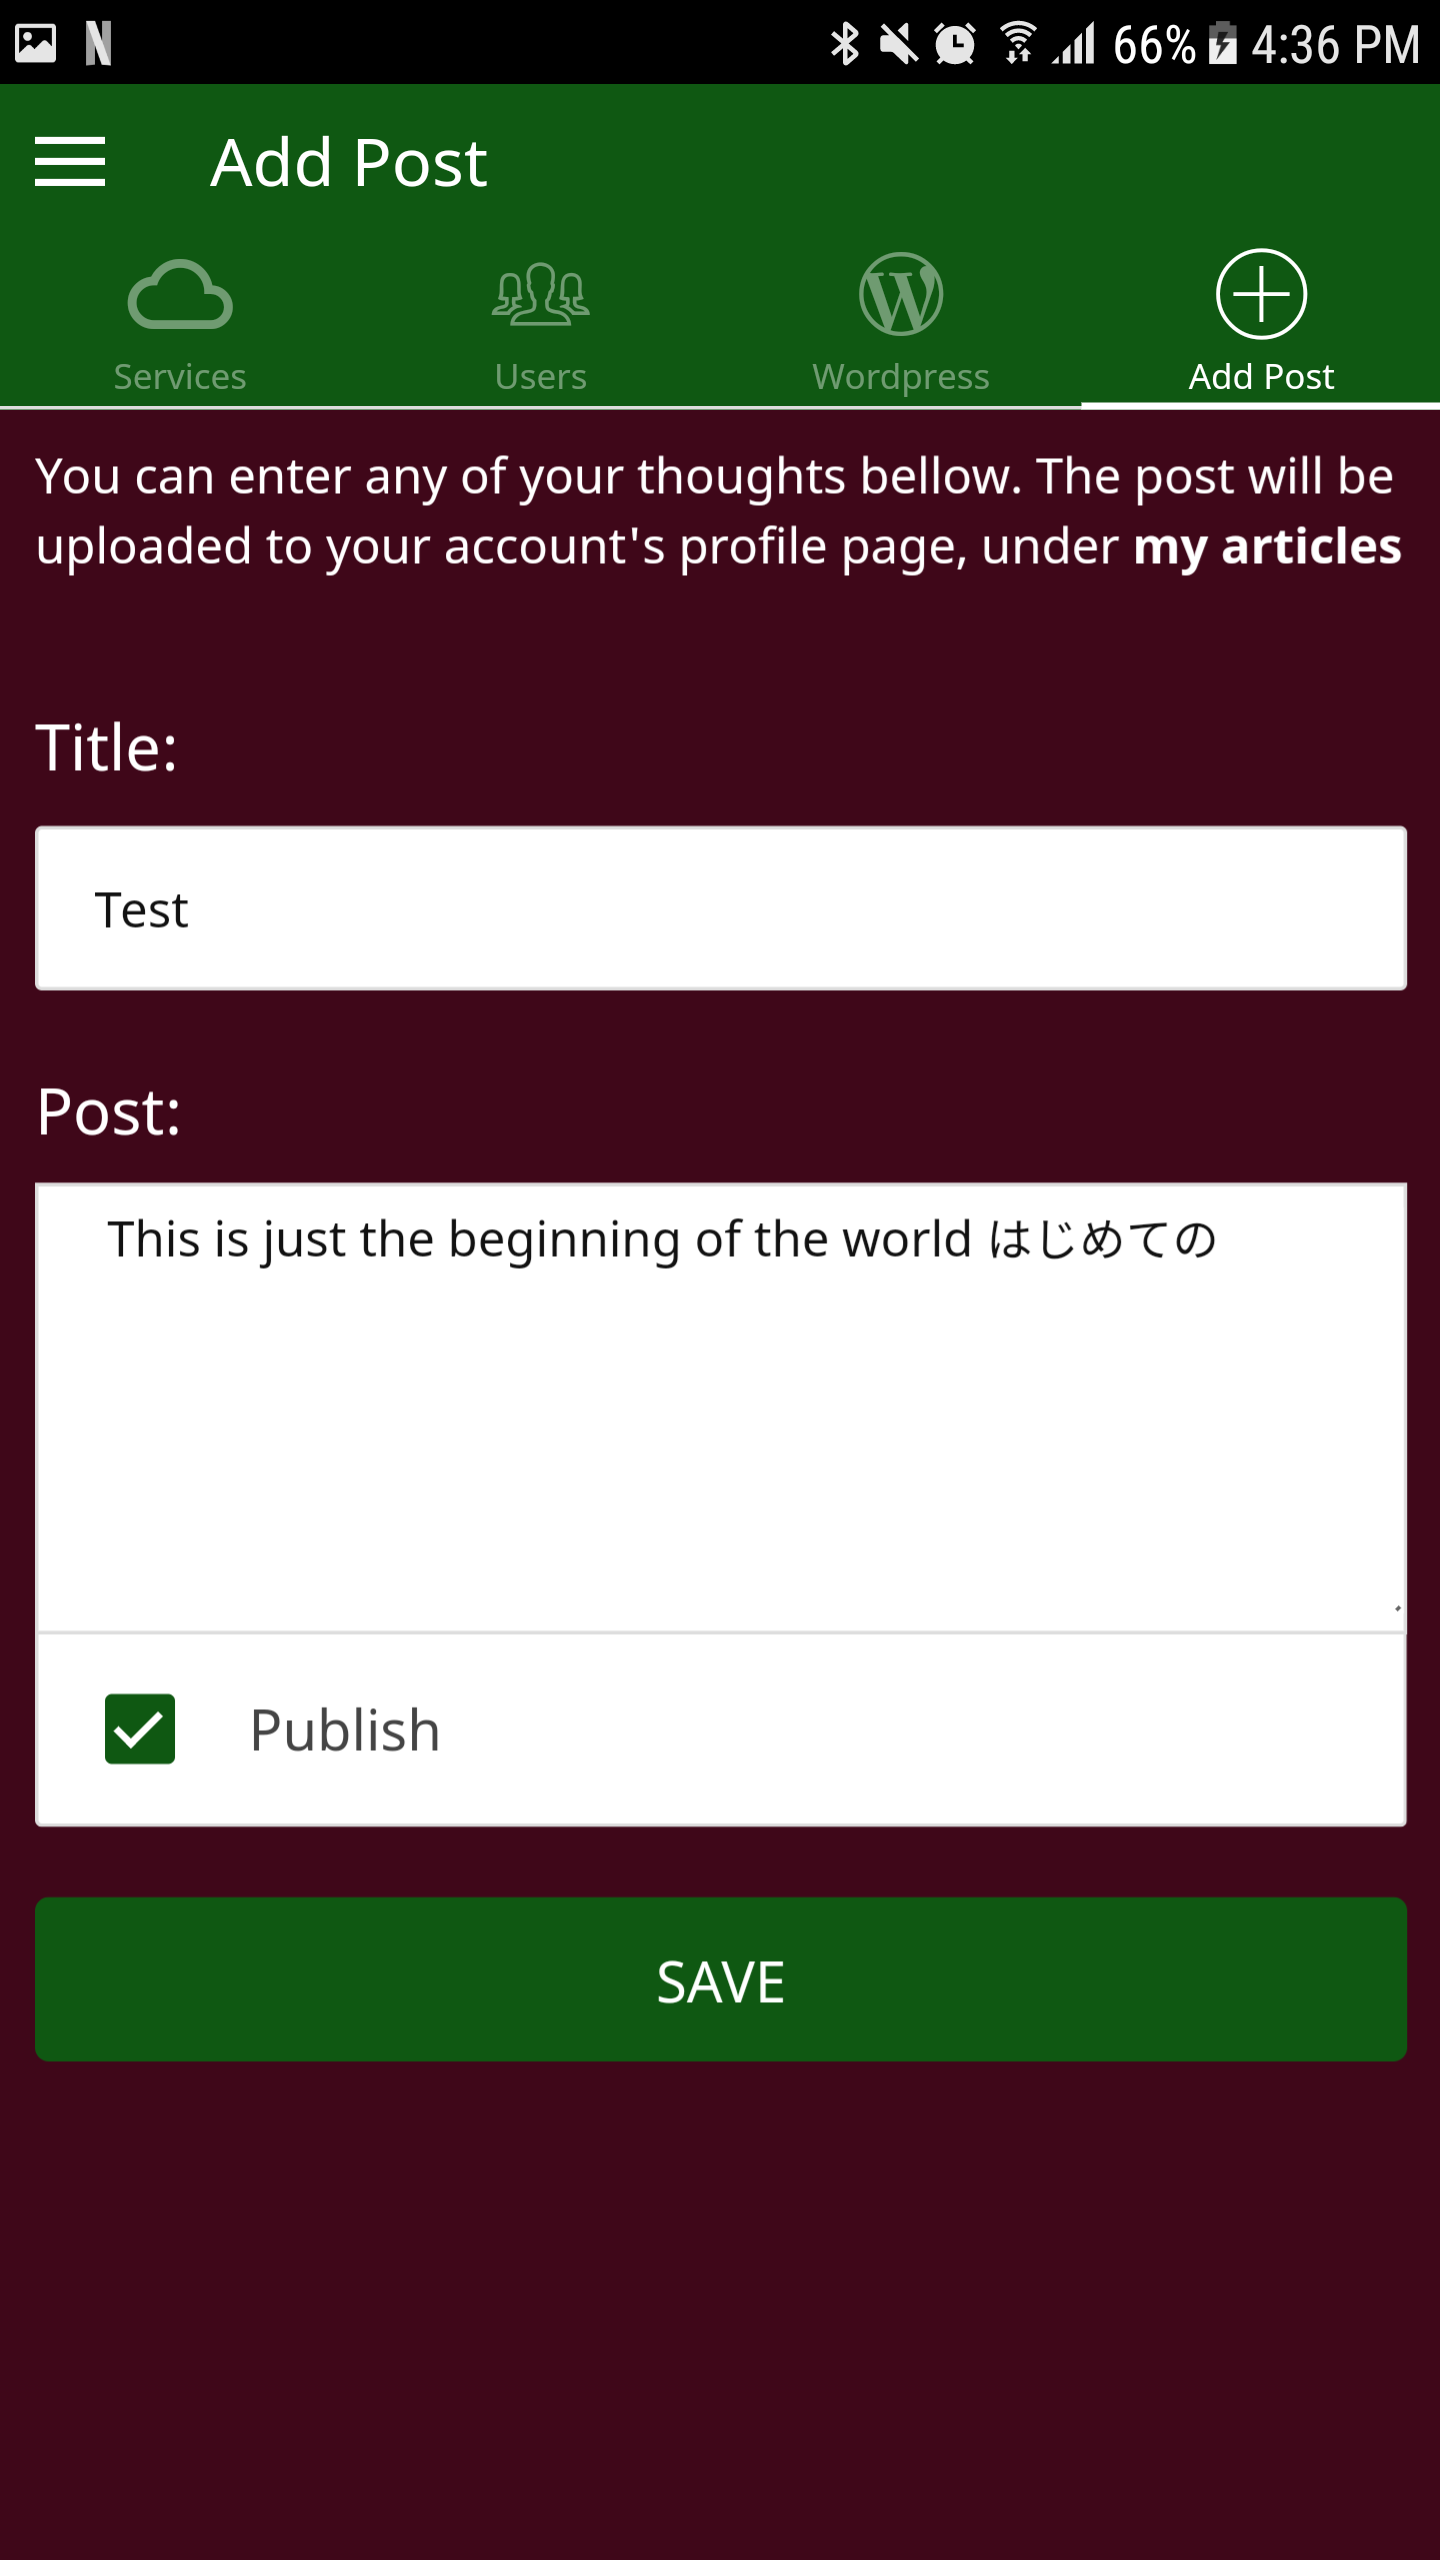 66% 4:36 PM
Add Post
Services Users Wordpress Add Post
You can enter any of your thoughts bellow. The post will be
uploaded to your account's profile page, under my articles
Title:
Test
Post:
This is just the beginning of the world はじめての
Publish
SAVE